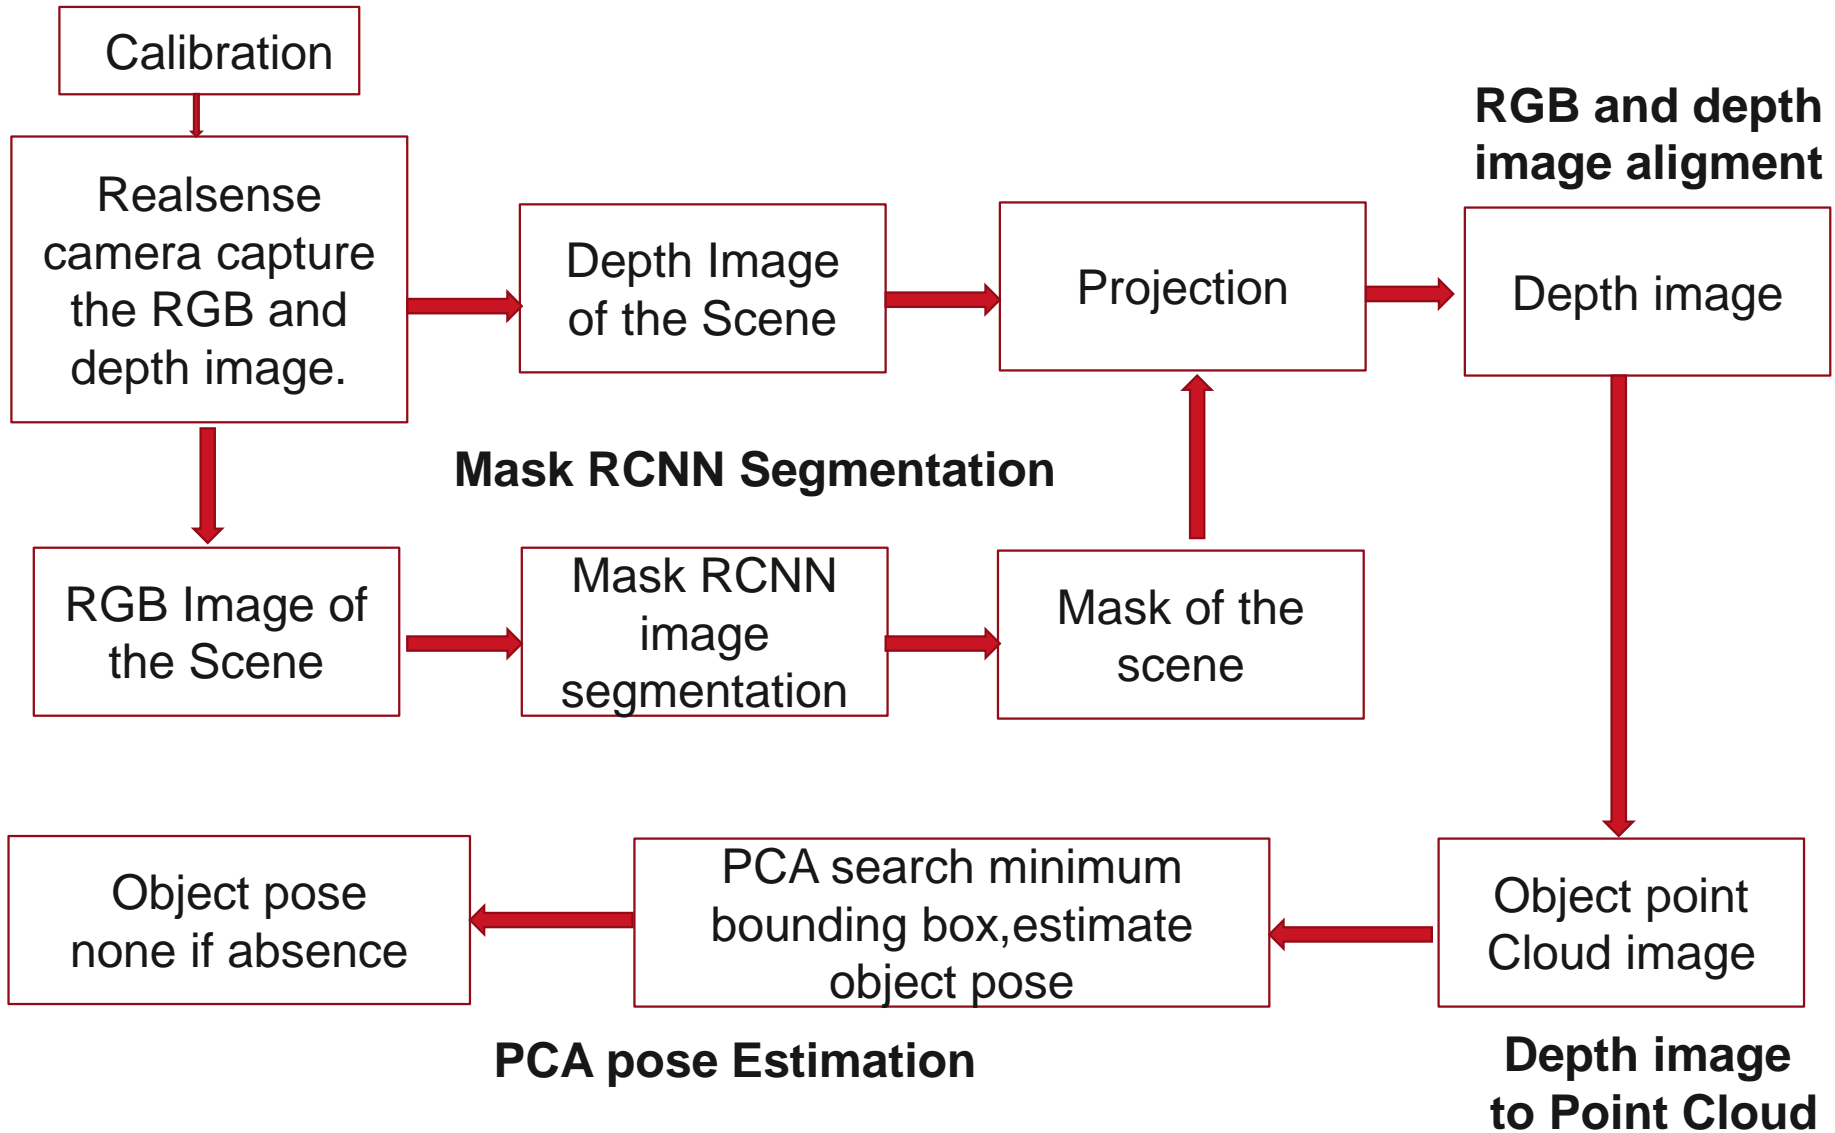 Calibration
RGB and depth
image aligment
Realsense
camera capture
the RGB and
depth image.
Depth Image
of the Scene
Projection
Depth image
Mask RCNN Segmentation
RGB Image of
the Scene
Mask RCNN
image
segmentation
Mask of the
scene
Object pose
none if absence
PCA search minimum
bounding box,estimate
object pose
Object point
Cloud image
PCA pose Estimation
Depth image
to Point Cloud